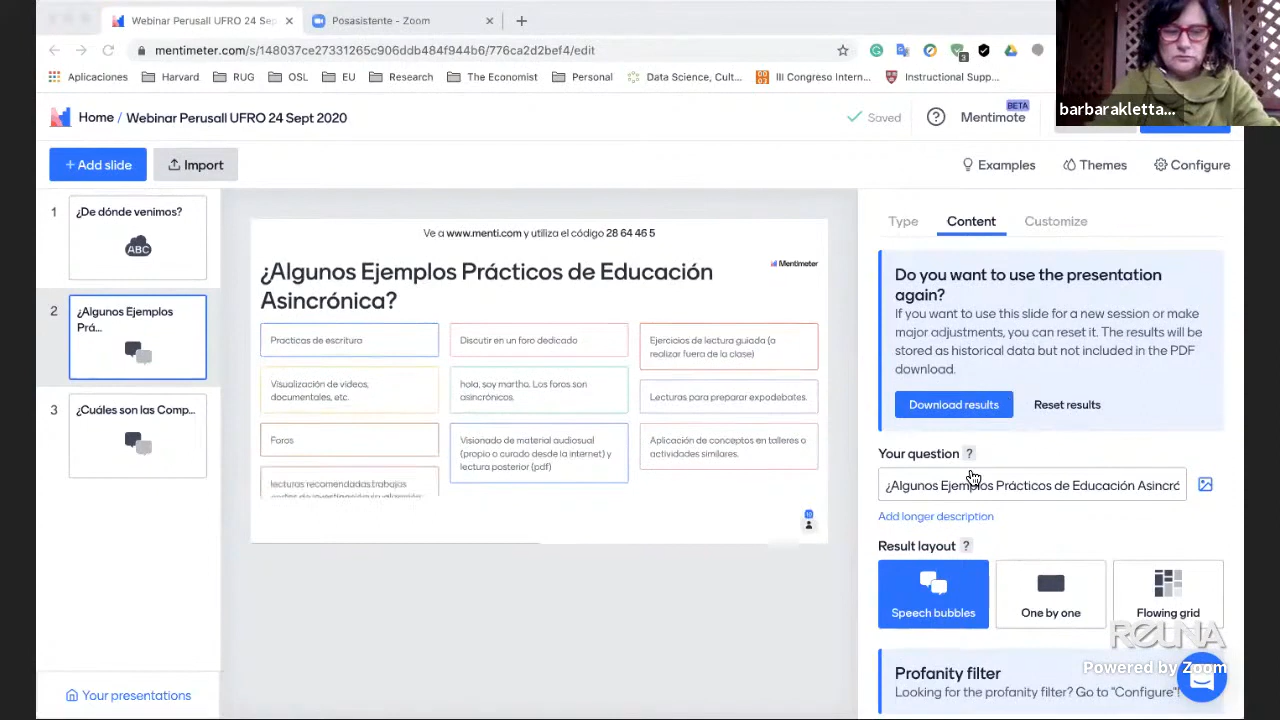 Webinar Perusall UFRO 24 Sep
Posasistente - Zoom
mentimeter.com/s/148037ce27331265c906ddb484f944b6/776ca2d2bef4/edit
3
Aplicaciones
Harvard
RUG
OSL
EU
Research
The Economist
Personal
Data Science, Cult...
III Congreso Intern...
Instructional Supp...
barbarakletta...
Home / Webinar Perusall UFRO 24 Sept 2020
Saved
?
Mentimote
BETA
+ Add slide
Import
Examples
Themes
Configure
1
¿De dónde venimos?
ABC
2
¿Algunos Ejemplos
Prá...
3
¿Cuáles son las Comp...
Your presentations
Ve a www.menti.com y utiliza el código 28 64 46 5
Mentimeter
¿Algunos Ejemplos Prácticos de Educación
Asincrónica?
Practicas de escritura
Discutir en un foro dedicado
Ejercicios de lectura guiada (a
realizar fuera de la clase)
Visualización de videos,
documentales, etc.
hola, soy martha. Los foros son
asincrónicos.
Lecturas para preparar expodebates.
Foros
Visionado de material audiosual
(propio o curado desde la internet) y
lectura posterior (pdf)
Aplicación de conceptos en talleres o
actividades similares.
lecturas recomendadas,trabajos
10
Type
Content
Customize
Do you want to use the presentation
again?
If you want to use this slide for a new session or make
major adjustments, you can reset it. The results will be
stored as historical data but not included in the PDF
download.
Download results
Reset results
Your question ?
¿Algunos Ejemplos Prácticos de Educación Asincró
Add longer description
Result layout ?
Speech bubbles
One by one
Flowing grid
REUNA
Powered by Zoom
Profanity filter
Looking for the profanity filter? Go to "Configure"!